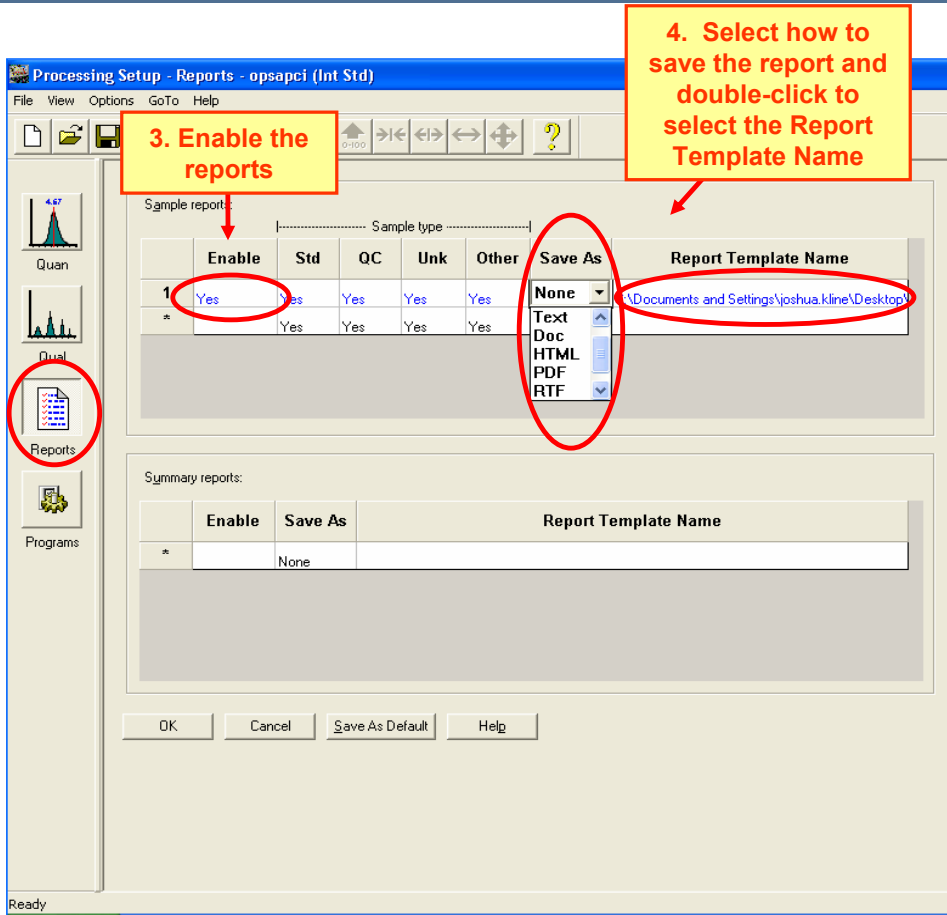 4. Select how to
save the report and
double-click to
select the Report
Template Name
Processing Setup - Reports - opsapci (Int Std)
File View Options GoTo Help
3. Enable the
reports
0-100
?
4.67
Quan
Qual
Reports
Programs
Sample reports:
|---------------------- Sample type ---------------------|
Enable Std QC Unk Other Save As Report Template Name
1 Yes Yes Yes Yes Yes None :\Documents and Settings\joshua.kline\Desktop\
* Yes Yes Yes Yes
Text
Doc
HTML
PDF
RTF
Summary reports:
Enable Save As Report Template Name
* None
OK Cancel Save As Default Help
Ready